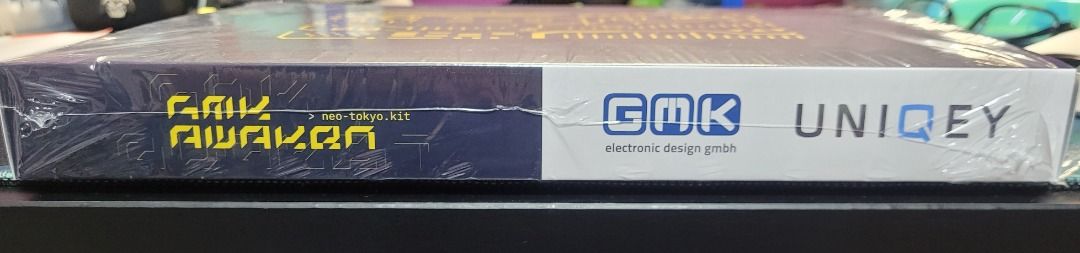 GMK
AWAKEN
> neo-tokyo.kit
GMK
electronic design gmbh
UNIQEY